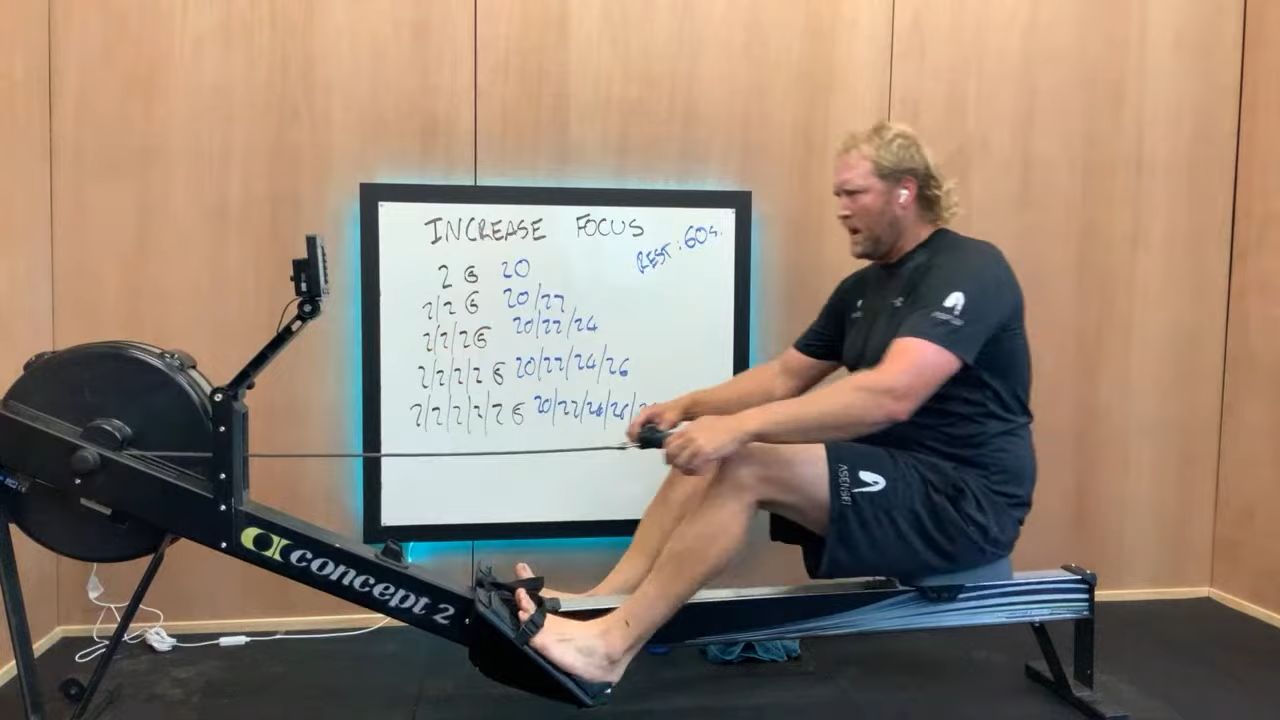 INCREASE FOCUS
REST: 60s.
2 @ 20
2/2 @ 20/22
2/2/2 @ 20/22/24
2/2/2/2 @ 20/22/24/26
2/2/2/2/2 @ 20/22/24/26/
concept 2
ASENSEI